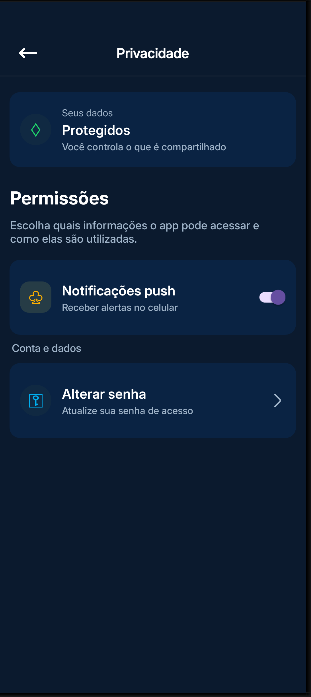 Privacidade
Seus dados
Protegidos
Você controla o que é compartilhado
Permissões
Escolha quais informações o app pode acessar e
como elas são utilizadas.
Notificações push
Receber alertas no celular
Conta e dados
Alterar senha
Atualize sua senha de acesso